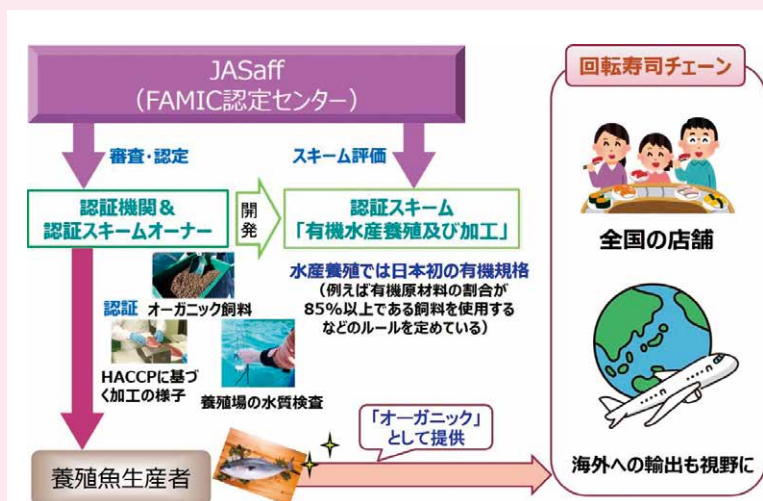 JASaff
（FAMIC認定センター）
審査・認定
スキーム評価
認証機関＆
認証スキームオーナー
開発
認証スキーム
「有機水産養殖及び加工」
水産養殖では日本初の有機規格
（例えば有機原材料の割合が
85％以上である飼料を使用する
などのルールを定めている）
認証
オーガニック飼料
HACCPに基づ
く加工の様子
養殖場の水質検査
養殖魚生産者
「オーガニック」
として提供
回転寿司チェーン
全国の店舗
海外への輸出も視野に